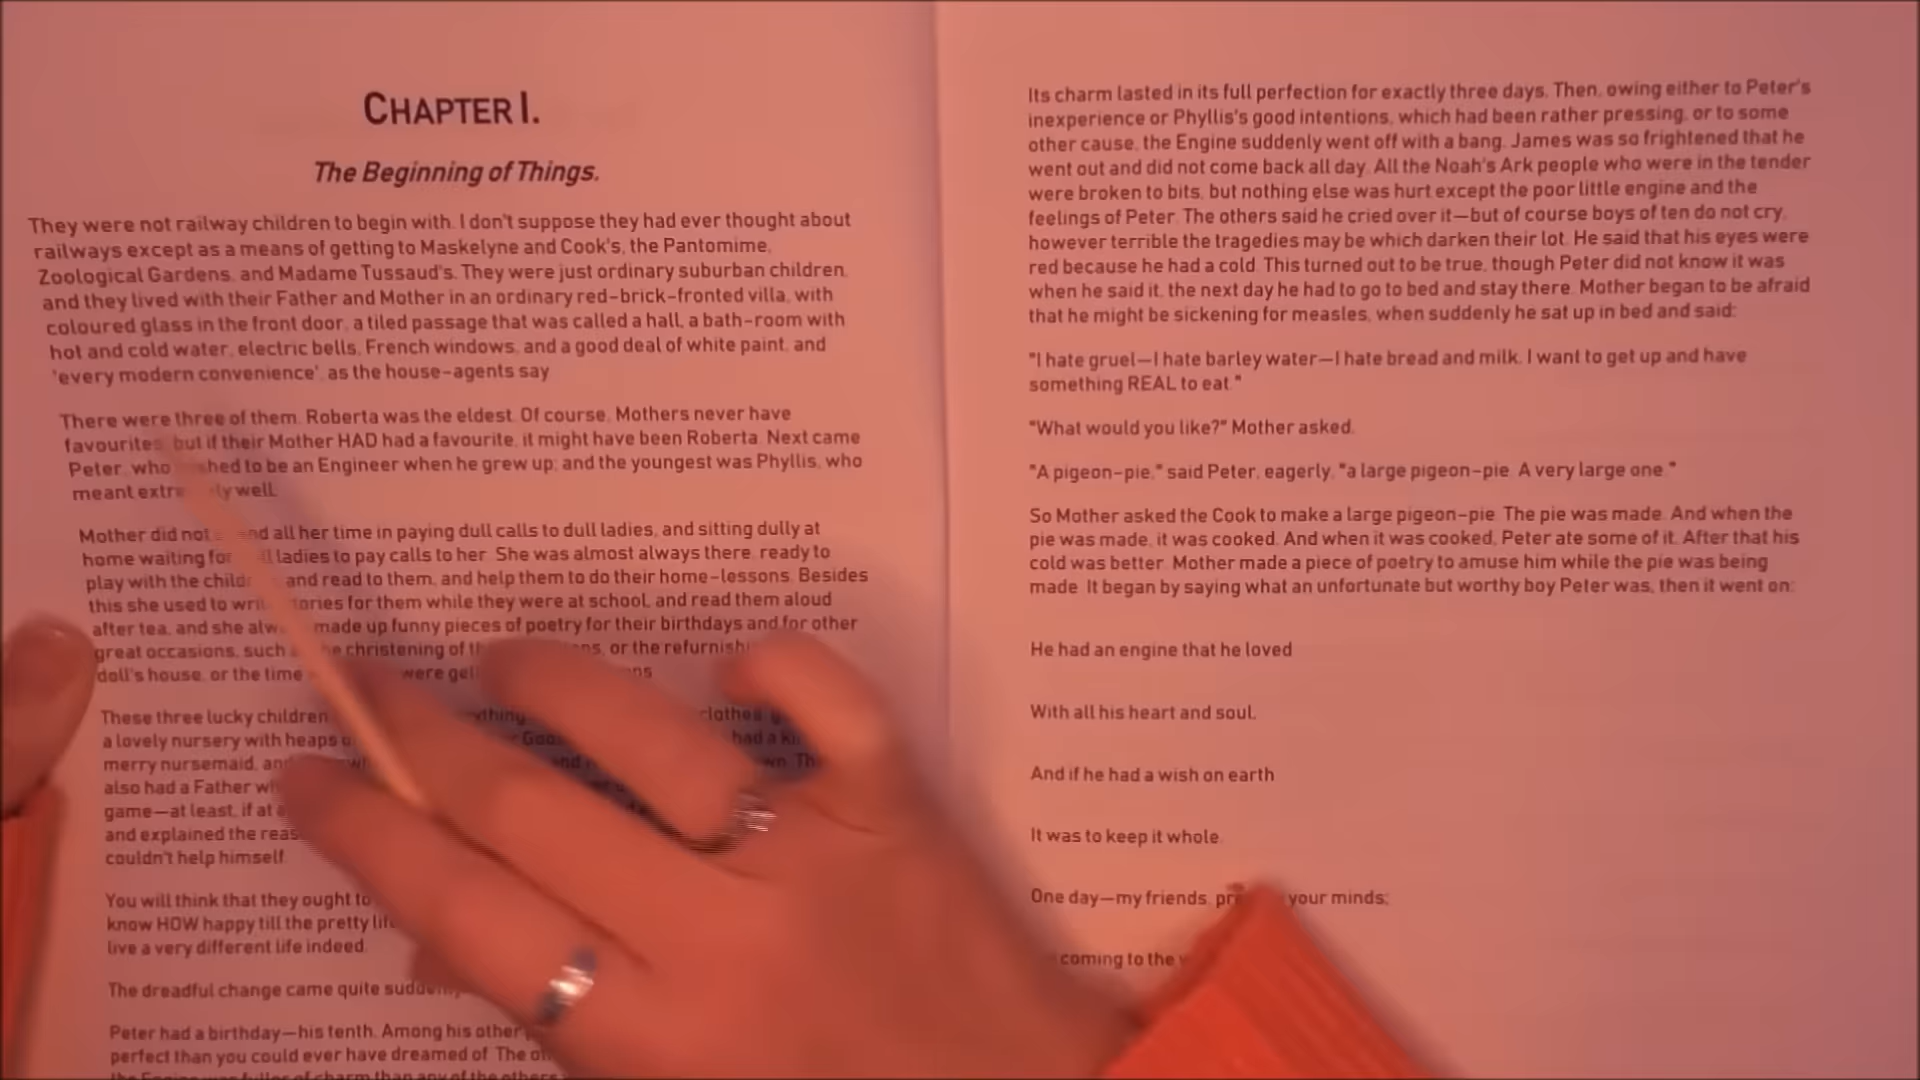 CHAPTER I.
The Beginning of Things.
They were not railway children to begin with. I don't suppose they had ever thought about
railways except as a means of getting to Maskelyne and Cook's, the Pantomime,
Zoological Gardens, and Madame Tussaud's. They were just ordinary suburban children,
and they lived with their Father and Mother in an ordinary red-brick-fronted villa, with
coloured glass in the front door, a tiled passage that was called a hall, a bath-room with
hot and cold water, electric bells, French windows, and a good deal of white paint, and
'every modern convenience', as the house-agents say
There were three of them. Roberta was the eldest. Of course, Mothers never have
favourites, but if their Mother HAD had a favourite, it might have been Roberta. Next came
Peter, who to be an Engineer when he grew up; and the youngest was Phyllis, who
meant well.
Mother did not all her time in paying dull calls to dull ladies, and sitting dully at
home waiting for ladies to pay calls to her. She was almost always there, ready to
play with the and read to them, and help them to do their home-lessons. Besides
this she used to for them while they were at school, and read them aloud
after tea, and she made up funny pieces of poetry for their birthdays and for other
great occasions, such christening of or the
doll's house, or the time were
These three lucky children
a lovely nursery with heaps
merry nursemaid,
also had a Father
game—at least, if at
and explained the
couldn't help himself.
You will think that they ought to
know HOW happy till the pretty
live a very different life indeed.
The dreadful change came quite
Peter had a birthday—his tenth. Among his other
perfect than you could ever have dreamed of. The
the Engine was fuller of charm than any of the others
Its charm lasted in its full perfection for exactly three days. Then, owing either to Peter's
inexperience or Phyllis's good intentions, which had been rather pressing, or to some
other cause, the Engine suddenly went off with a bang. James was so frightened that he
went out and did not come back all day. All the Noah's Ark people who were in the tender
were broken to bits, but nothing else was hurt except the poor little engine and the
feelings of Peter. The others said he cried over it—but of course boys of ten do not cry,
however terrible the tragedies may be which darken their lot. He said that his eyes were
red because he had a cold. This turned out to be true, though Peter did not know it was
when he said it, the next day he had to go to bed and stay there. Mother began to be afraid
that he might be sickening for measles, when suddenly he sat up in bed and said:
"I hate gruel—I hate barley water—I hate bread and milk. I want to get up and have
something REAL to eat."
"What would you like?" Mother asked.
"A pigeon-pie," said Peter, eagerly, "a large pigeon-pie. A very large one."
So Mother asked the Cook to make a large pigeon-pie. The pie was made. And when the
pie was made, it was cooked. And when it was cooked, Peter ate some of it. After that his
cold was better. Mother made a piece of poetry to amuse him while the pie was being
made. It began by saying what an unfortunate but worthy boy Peter was, then it went on:
He had an engine that he loved
With all his heart and soul,
And if he had a wish on earth
It was to keep it whole.
One day—my friends, your minds;
coming to the